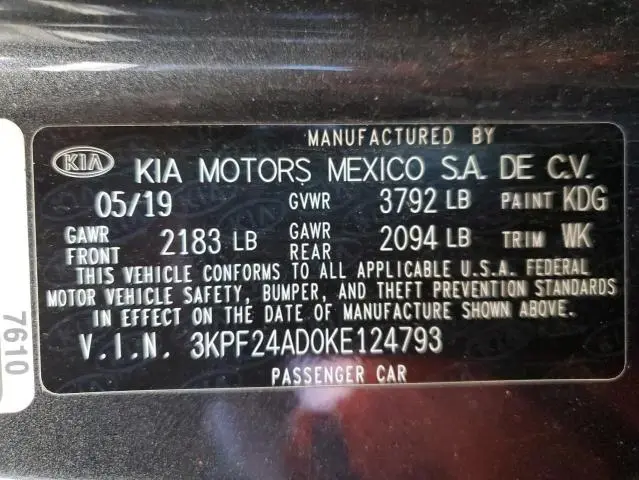 MANUFACTURED BY
KIA KIA MOTORS MEXICO S.A. DE C.V.
05/19 GVWR 3792 LB PAINT KDG
GAWR FRONT 2183 LB GAWR REAR 2094 LB TRIM WK
THIS VEHICLE CONFORMS TO ALL APPLICABLE U.S.A. FEDERAL
MOTOR VEHICLE SAFETY, BUMPER, AND THEFT PREVENTION STANDARDS
IN EFFECT ON THE DATE OF MANUFACTURE SHOWN ABOVE.
V.I.N. 3KPF24AD0KE124793
PASSENGER CAR
7610